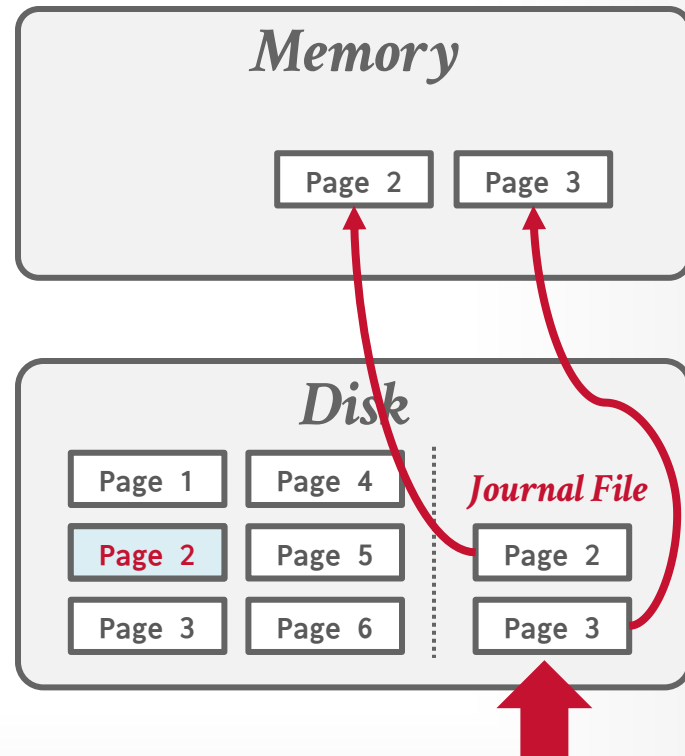 Memory
Page 2 Page 3
Disk
Page 1 Page 4
Journal File
Page 2 Page 5 Page 2
Page 3 Page 6 Page 3